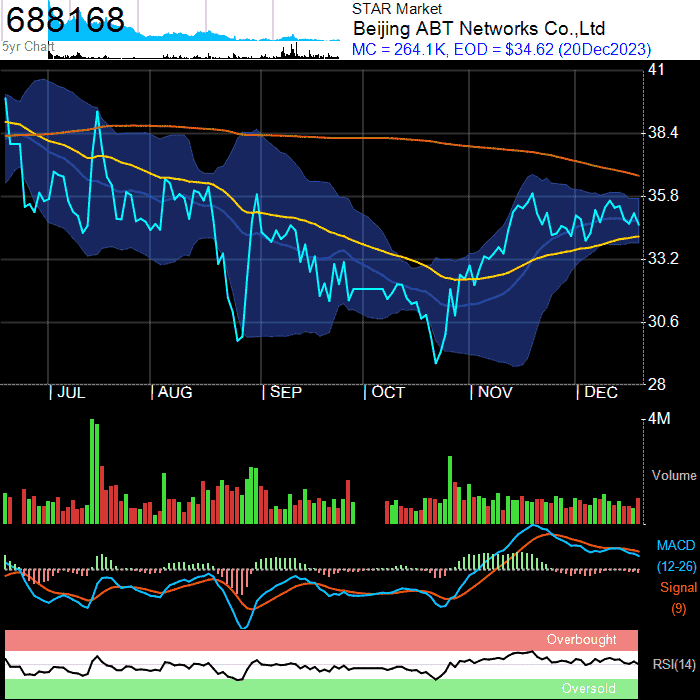 688168
5yr Chart
STAR Market
Beijing ABT Networks Co.,Ltd
MC = 264.1K, EOD = $34.62 (20Dec2023)
41
38.4
35.8
33.2
30.6
28
| JUL | AUG | SEP | OCT | NOV | DEC
4M
Volume
MACD
(12-26)
Signal
(9)
Overbought
RSI(14)
Oversold